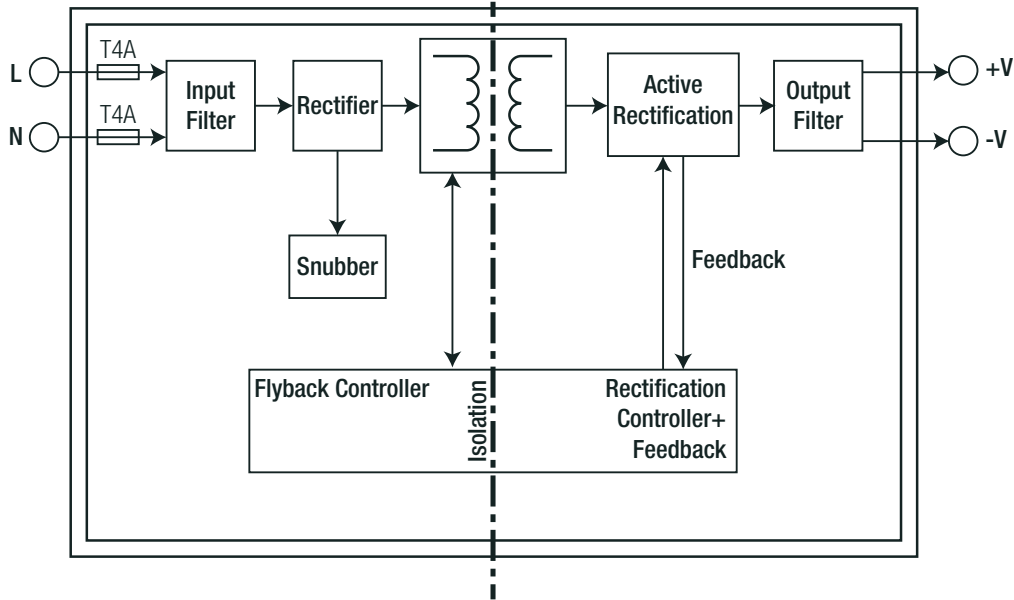 T4A
L
T4A
N
Input
Filter
Rectifier
Active
Rectification
Output
Filter
+V
-V
Snubber
Feedback
Flyback Controller
Isolation
Rectification
Controller+
Feedback